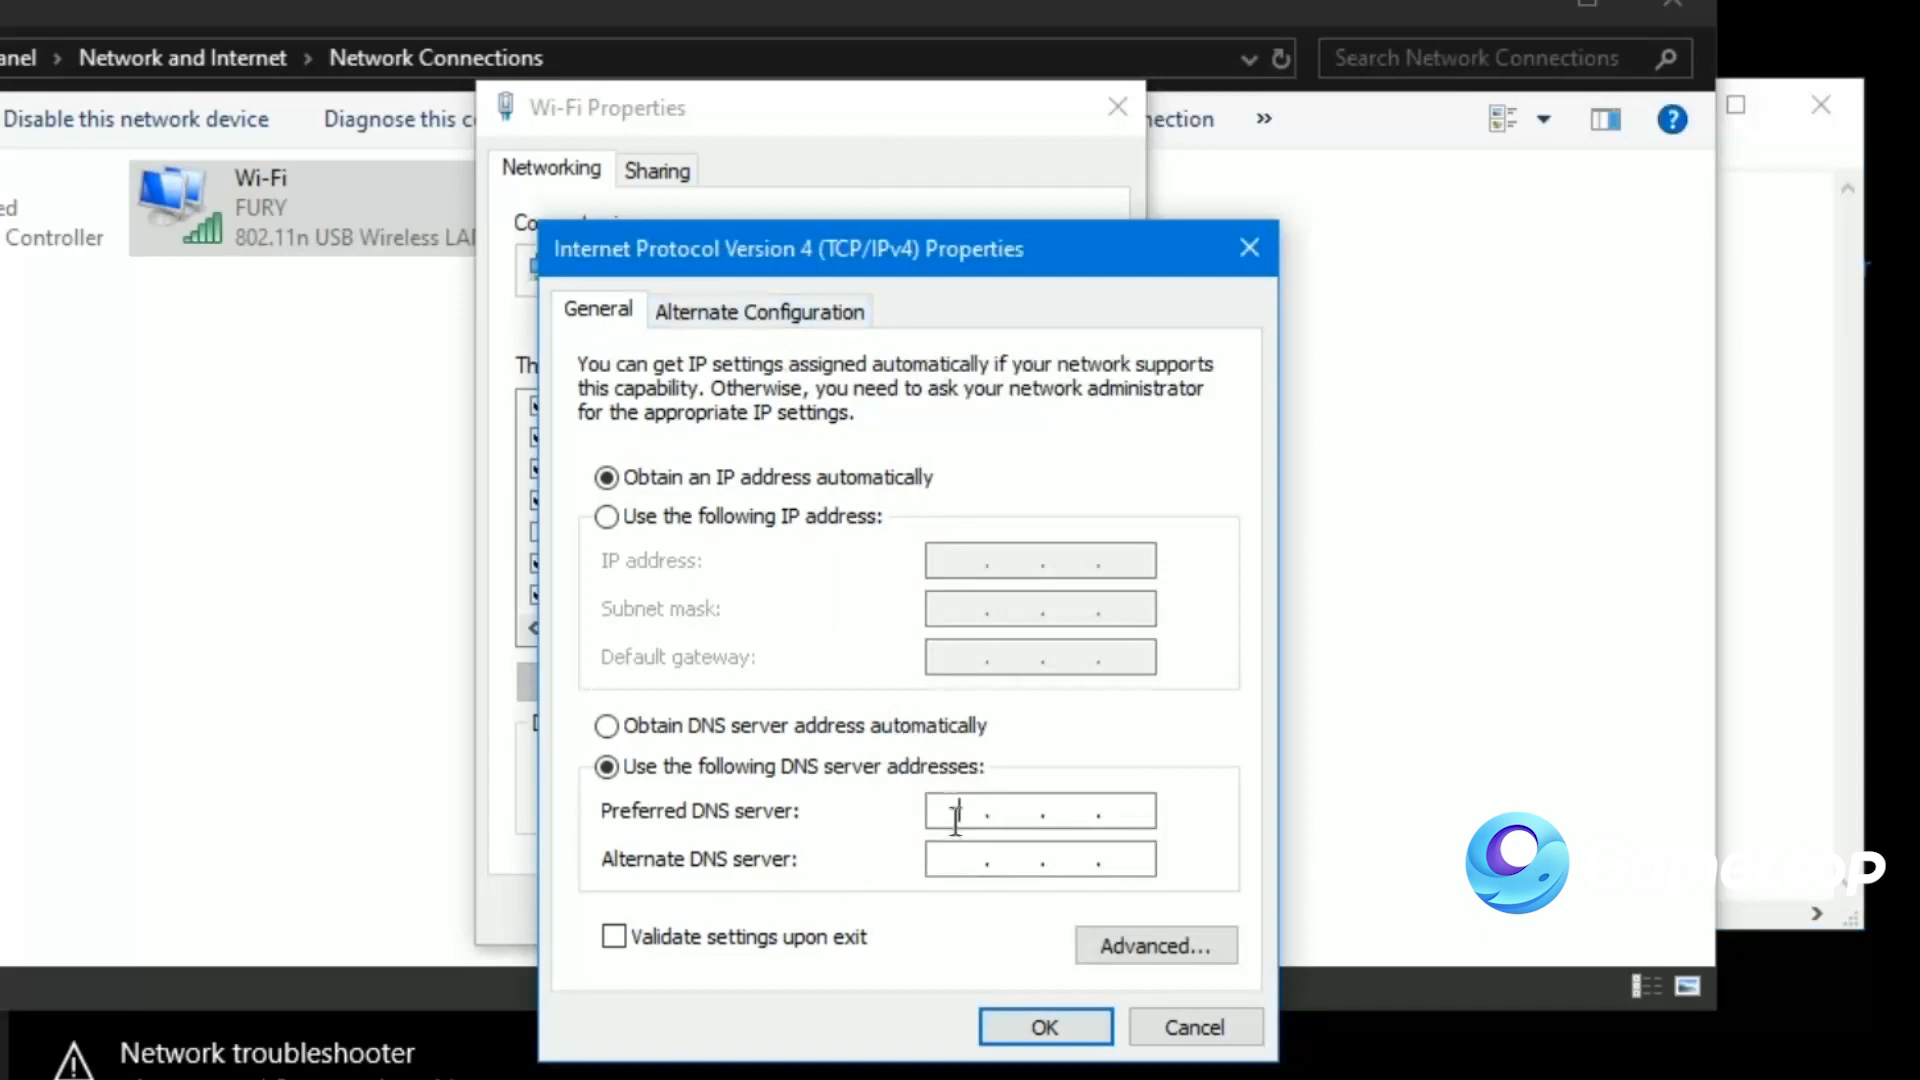 anel > Network and Internet > Network Connections
Search Network Connections
Disable this network device
Diagnose this c
nection
»
Wi-Fi Properties
Wi-Fi
FURY
802.11n USB Wireless LA
ed
Controller
Networking
Sharing
Co
Th
Internet Protocol Version 4 (TCP/IPv4) Properties
General
Alternate Configuration
You can get IP settings assigned automatically if your network supports
this capability. Otherwise, you need to ask your network administrator
for the appropriate IP settings.
Obtain an IP address automatically
Use the following IP address:
IP address:
Subnet mask:
Default gateway:
Obtain DNS server address automatically
Use the following DNS server addresses:
Preferred DNS server:
Alternate DNS server:
Validate settings upon exit
Advanced...
OK
Cancel
GameLoop
Network troubleshooter